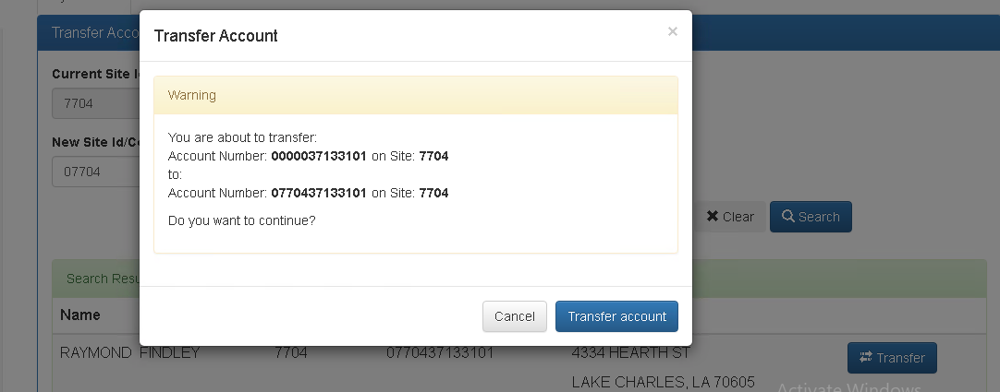 Transfer Acco
Transfer Account ×
Current Site I
7704
Warning
New Site Id/Co
07704
You are about to transfer:
Account Number: 0000037133101 on Site: 7704
to:
Account Number: 0770437133101 on Site: 7704
Do you want to continue?
Clear
Search
Search Resu
Cancel
Transfer account
Name
RAYMOND FINDLEY 7704 0770437133101 4334 HEARTH ST
Transfer
LAKE CHARLES, LA 70605
Activate Windows